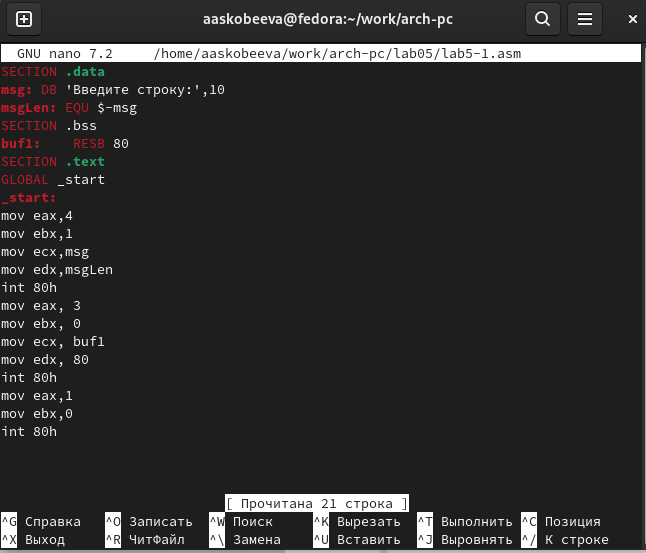 aaskobeeva@fedora:~/work/arch-pc
GNU nano 7.2 /home/aaskobeeva/work/arch-pc/lab05/lab5-1.asm
SECTION .data
msg: DB 'Введите строку:',10
msgLen: EQU $-msg
SECTION .bss
buf1: RESB 80
SECTION .text
GLOBAL _start
_start:
mov eax,4
mov ebx,1
mov ecx,msg
mov edx,msgLen
int 80h
mov eax, 3
mov ebx, 0
mov ecx, buf1
mov edx, 80
int 80h
mov eax,1
mov ebx,0
int 80h
[ Прочитана 21 строка ]
^G Справка ^O Записать ^W Поиск ^K Вырезать ^T Выполнить ^C Позиция
^X Выход ^R ЧитФайл ^\ Замена ^U Вставить ^J Выровнять ^/ К строке